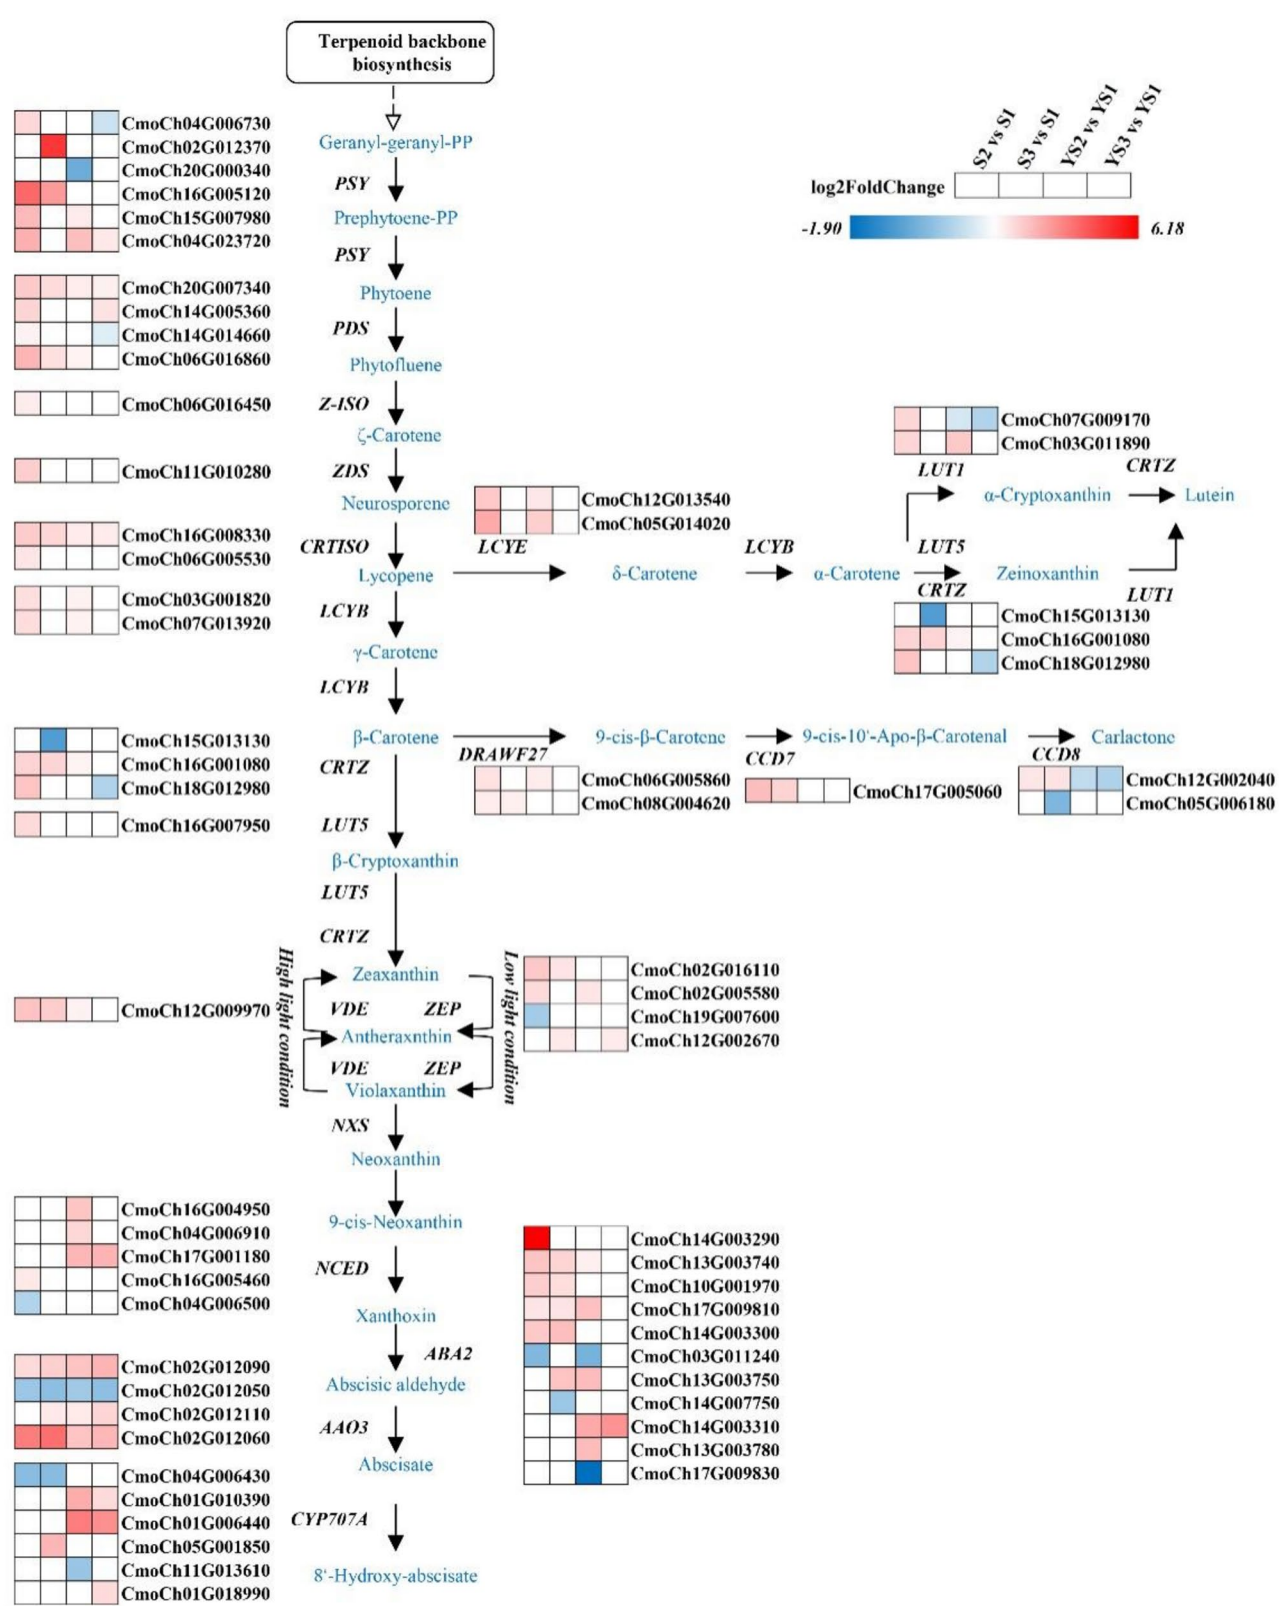 Terpenoid backbone
biosynthesis
S2 vs S1
S3 vs S1
YS2 vs YS1
YS3 vs YS1
log2FoldChange
-1.90
6.18
CmoCh04G006730
CmoCh02G012370
CmoCh20G000340
CmoCh16G005120
CmoCh15G007980
CmoCh04G023720
Geranyl-geranyl-PP
PSY
Prephytoene-PP
PSY
Phytoene
CmoCh20G007340
CmoCh14G005360
CmoCh14G014660
CmoCh06G016860
PDS
Phytofluene
CmoCh06G016450
Z-ISO
ζ-Carotene
CmoCh11G010280
ZDS
Neurosporene
CmoCh16G008330
CmoCh06G005530
CRTISO
Lycopene
CmoCh12G013540
CmoCh05G014020
LCYE
δ-Carotene
LCYB
α-Carotene
CmoCh07G009170
CmoCh03G011890
LUT1
α-Cryptoxanthin
CRTZ
Lutein
LUT5
CRTZ
Zeinoxanthin
LUT1
CmoCh15G013130
CmoCh16G001080
CmoCh18G012980
CmoCh03G001820
CmoCh07G013920
LCYB
γ-Carotene
LCYB
β-Carotene
DRAWF27
9-cis-β-Carotene
CCD7
9-cis-10'-Apo-β-Carotenal
CCD8
Carlactone
CmoCh06G005860
CmoCh08G004620
CmoCh17G005060
CmoCh12G002040
CmoCh05G006180
CmoCh15G013130
CmoCh16G001080
CmoCh18G012980
CmoCh16G007950
CRTZ
LUT5
β-Cryptoxanthin
LUT5
CRTZ
Zeaxanthin
High light condition
Low light condition
CmoCh12G009970
VDE
ZEP
Antheraxnthin
VDE
ZEP
Violaxanthin
CmoCh02G016110
CmoCh02G005580
CmoCh19G007600
CmoCh12G002670
NXS
Neoxanthin
9-cis-Neoxanthin
CmoCh16G004950
CmoCh04G006910
CmoCh17G001180
CmoCh16G005460
CmoCh04G006500
NCED
Xanthoxin
ABA2
Abscisic aldehyde
CmoCh14G003290
CmoCh13G003740
CmoCh10G001970
CmoCh17G009810
CmoCh14G003300
CmoCh03G011240
CmoCh13G003750
CmoCh14G007750
CmoCh14G003310
CmoCh13G003780
CmoCh17G009830
CmoCh02G012090
CmoCh02G012050
CmoCh02G012110
CmoCh02G012060
AAO3
Abscisate
CmoCh04G006430
CmoCh01G010390
CmoCh01G006440
CmoCh05G001850
CmoCh11G013610
CmoCh01G018990
CYP707A
8'-Hydroxy-abscisate